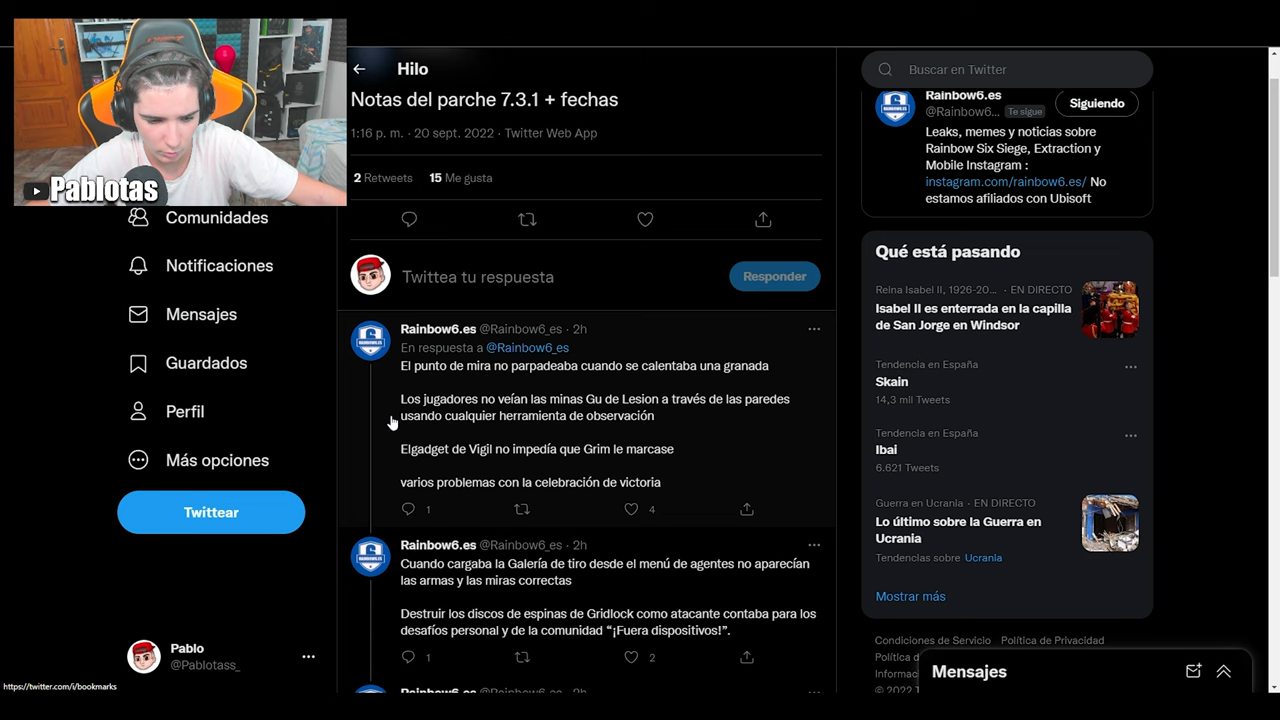 Pablotas
Comunidades
Notificaciones
Mensajes
Guardados
Perfil
Más opciones
Twittear
Pablo
@Pablotass_
https://twitter.com/i/bookmarks
Hilo
Notas del parche 7.3.1 + fechas
1:16 p. m. · 20 sept. 2022 · Twitter Web App
2 Retweets 15 Me gusta
Twittea tu respuesta
Responder
Rainbow6.es @Rainbow6_es · 2h
En respuesta a @Rainbow6_es
El punto de mira no parpadeaba cuando se calentaba una granada
Los jugadores no veían las minas Gu de Lesion a través de las paredes
usando cualquier herramienta de observación
Elgadget de Vigil no impedía que Grim le marcase
varios problemas con la celebración de victoria
1 4
Rainbow6.es @Rainbow6_es · 2h
Cuando cargaba la Galería de tiro desde el menú de agentes no aparecían
las armas y las miras correctas
Destruir los discos de espinas de Gridlock como atacante contaba para los
desafíos personal y de la comunidad “¡Fuera dispositivos!”.
1 2
Rainbow6.es @Rainbow6_es · 2h
Buscar en Twitter
Rainbow6.es
@Rainbow6... Te sigue
Siguiendo
Leaks, memes y noticias sobre
Rainbow Six Siege, Extraction y
Mobile Instagram :
instagram.com/rainbow6.es/ No
estamos afiliados con Ubisoft
Qué está pasando
Reina Isabel II, 1926-20... · EN DIRECTO
Isabel II es enterrada en la capilla
de San Jorge en Windsor
Tendencia en España
Skain
14,3 mil Tweets
Tendencia en España
Ibai
6.621 Tweets
Guerra en Ucrania · EN DIRECTO
Lo último sobre la Guerra en
Ucrania
Tendencias sobre Ucrania
Mostrar más
Condiciones de Servicio Política de Privacidad
Política d
Informac
© 2022 T
Mensajes